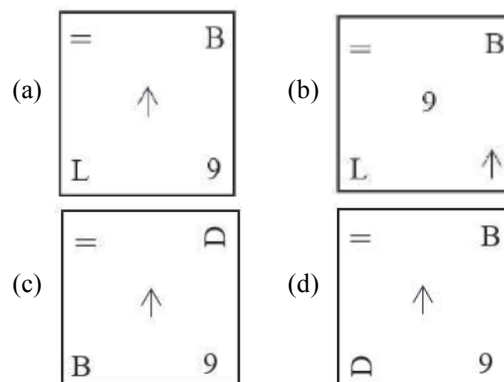 = B = B
(a) ↑ (b) 9
L 9 L ↑
= D = B
(c) ↑ (d) ↑
B 9 D 9